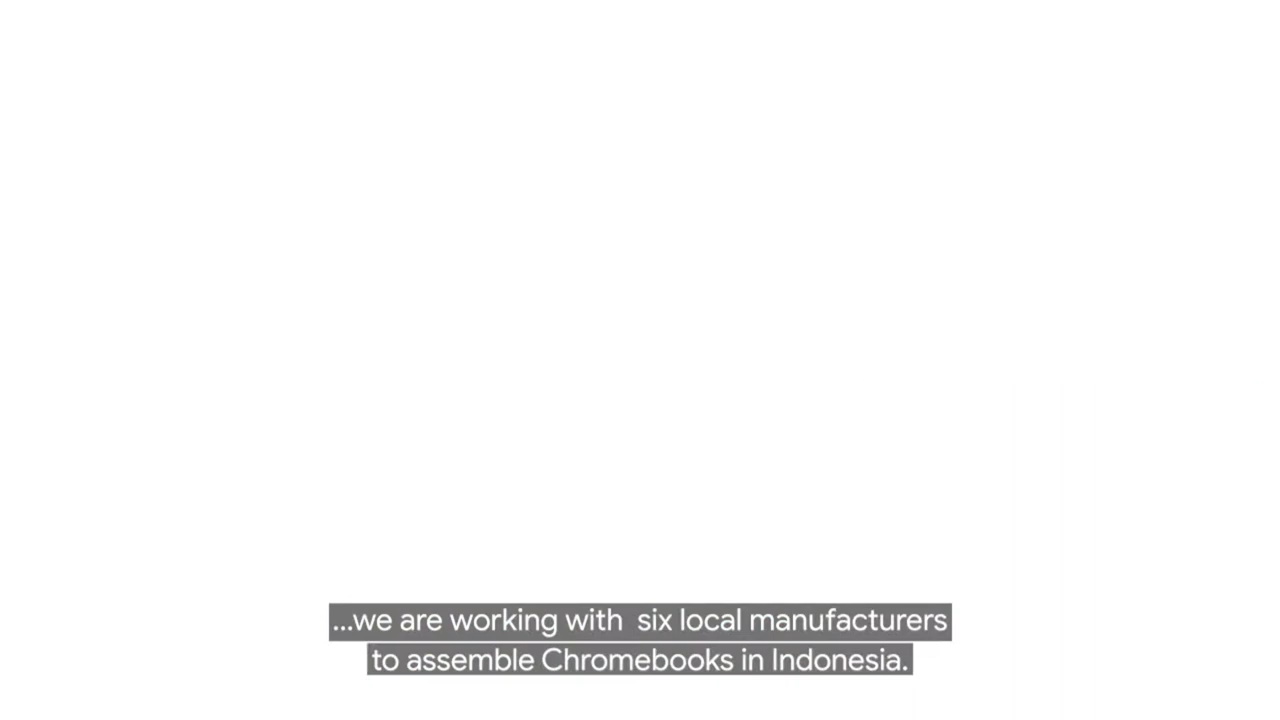 ...we are working with  six local manufacturers
to assemble Chromebooks in Indonesia.